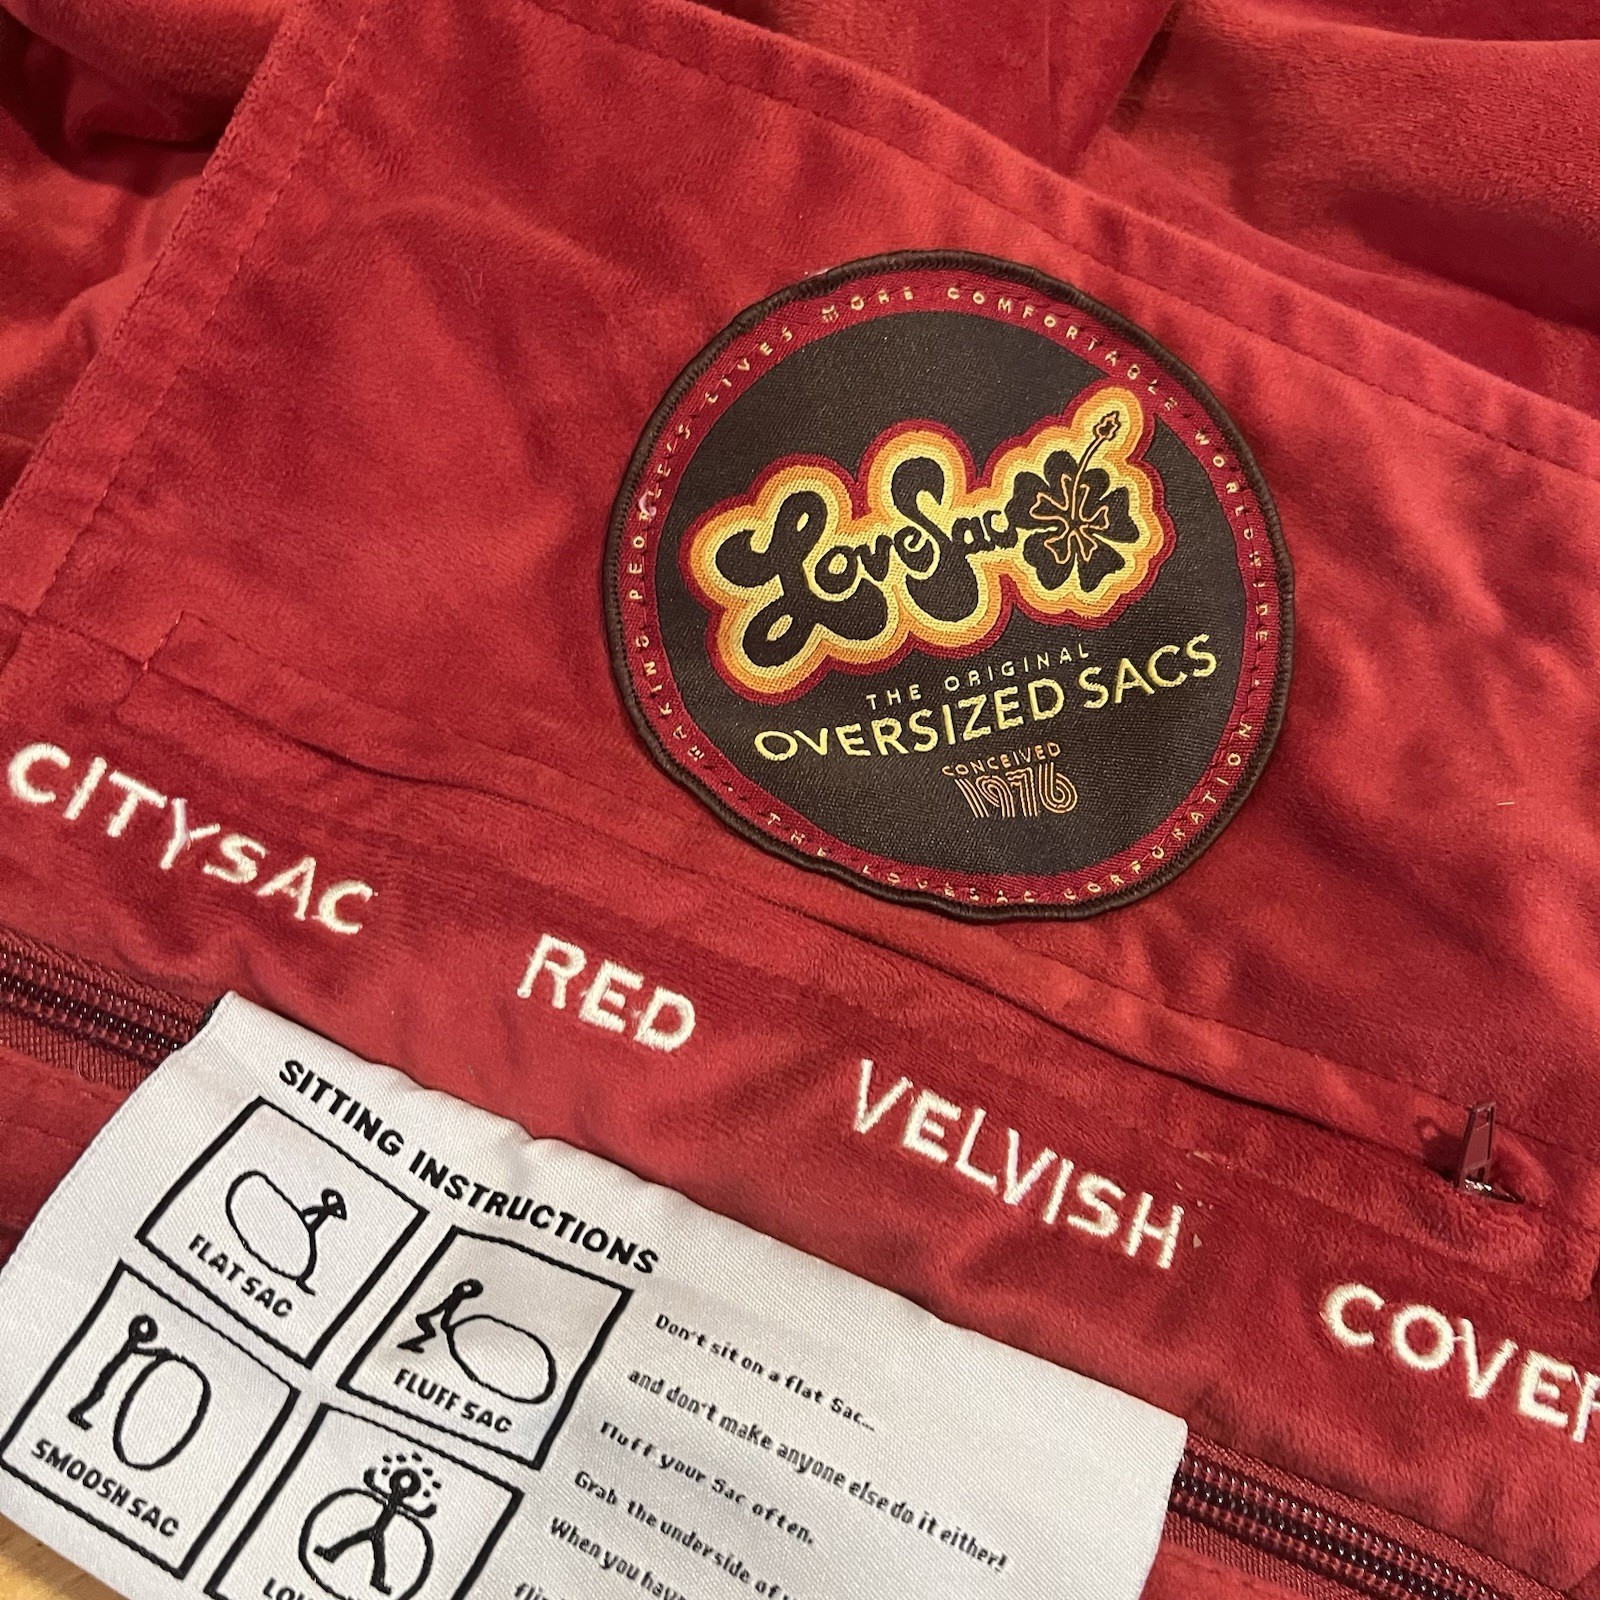 MAKING PEOPLE'S LIVES MORE COMFORTABLE WORLDWIDE
LoveSac
THE ORIGINAL
OVERSIZED SACS
CONCEIVED
1976
THE LOVESAC CORPORATION
CITYSAC RED VELVISH COVER
SITTING INSTRUCTIONS
FLAT SAC
FLUFF SAC
SMOOSH SAC
Don't sit on a flat Sac...
and don't make anyone else do it either!
Fluff your Sac often.
Grab the underside of
When you have